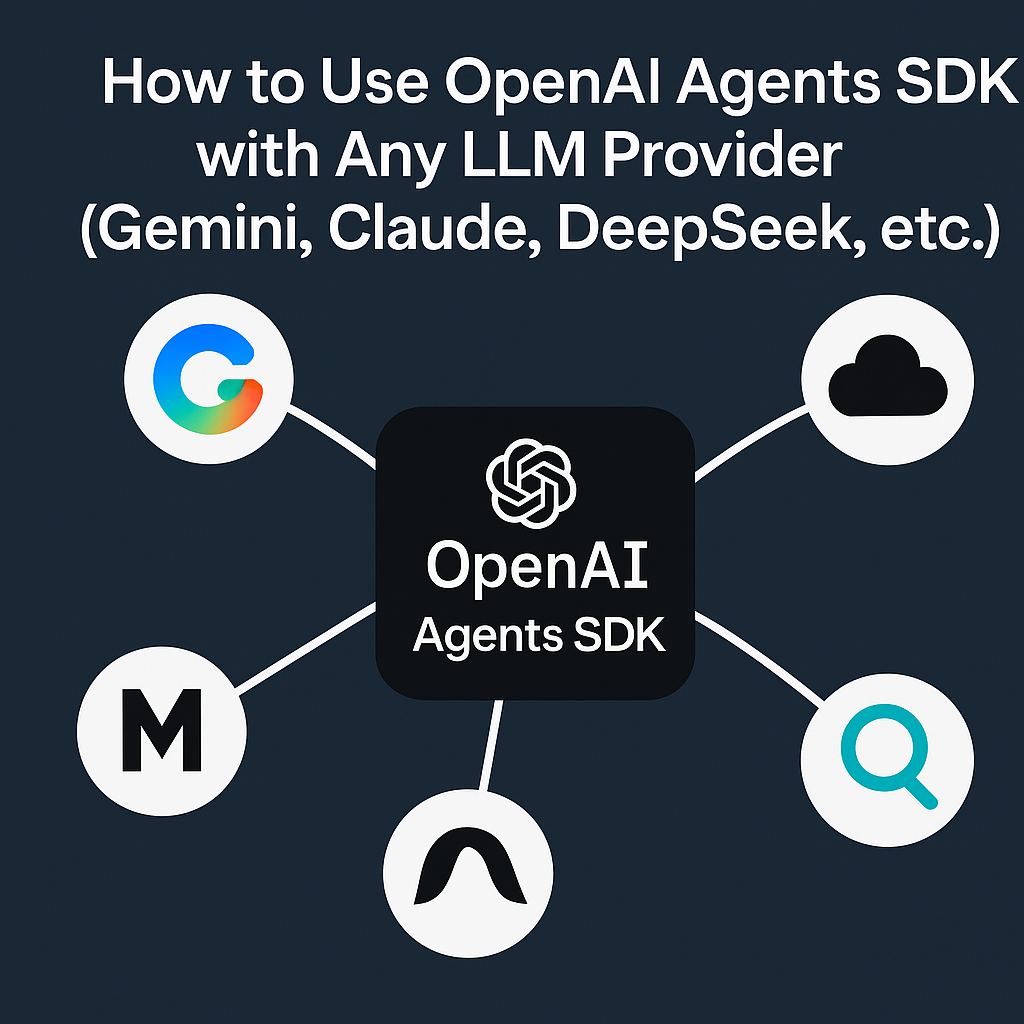 How to Use OpenAI Agents SDK
with Any LLM Provider
(Gemini, Claude, DeepSeek, etc.)
OpenAI
Agents SDK
M